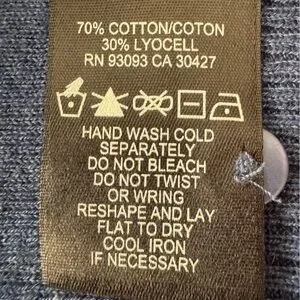 70% COTTON/COTON
30% LYOCELL
RN 93093 CA 30427
HAND WASH COLD
SEPARATELY
DO NOT BLEACH
DO NOT TWIST
OR WRING
RESHAPE AND LAY
FLAT TO DRY
COOL IRON
IF NECESSARY